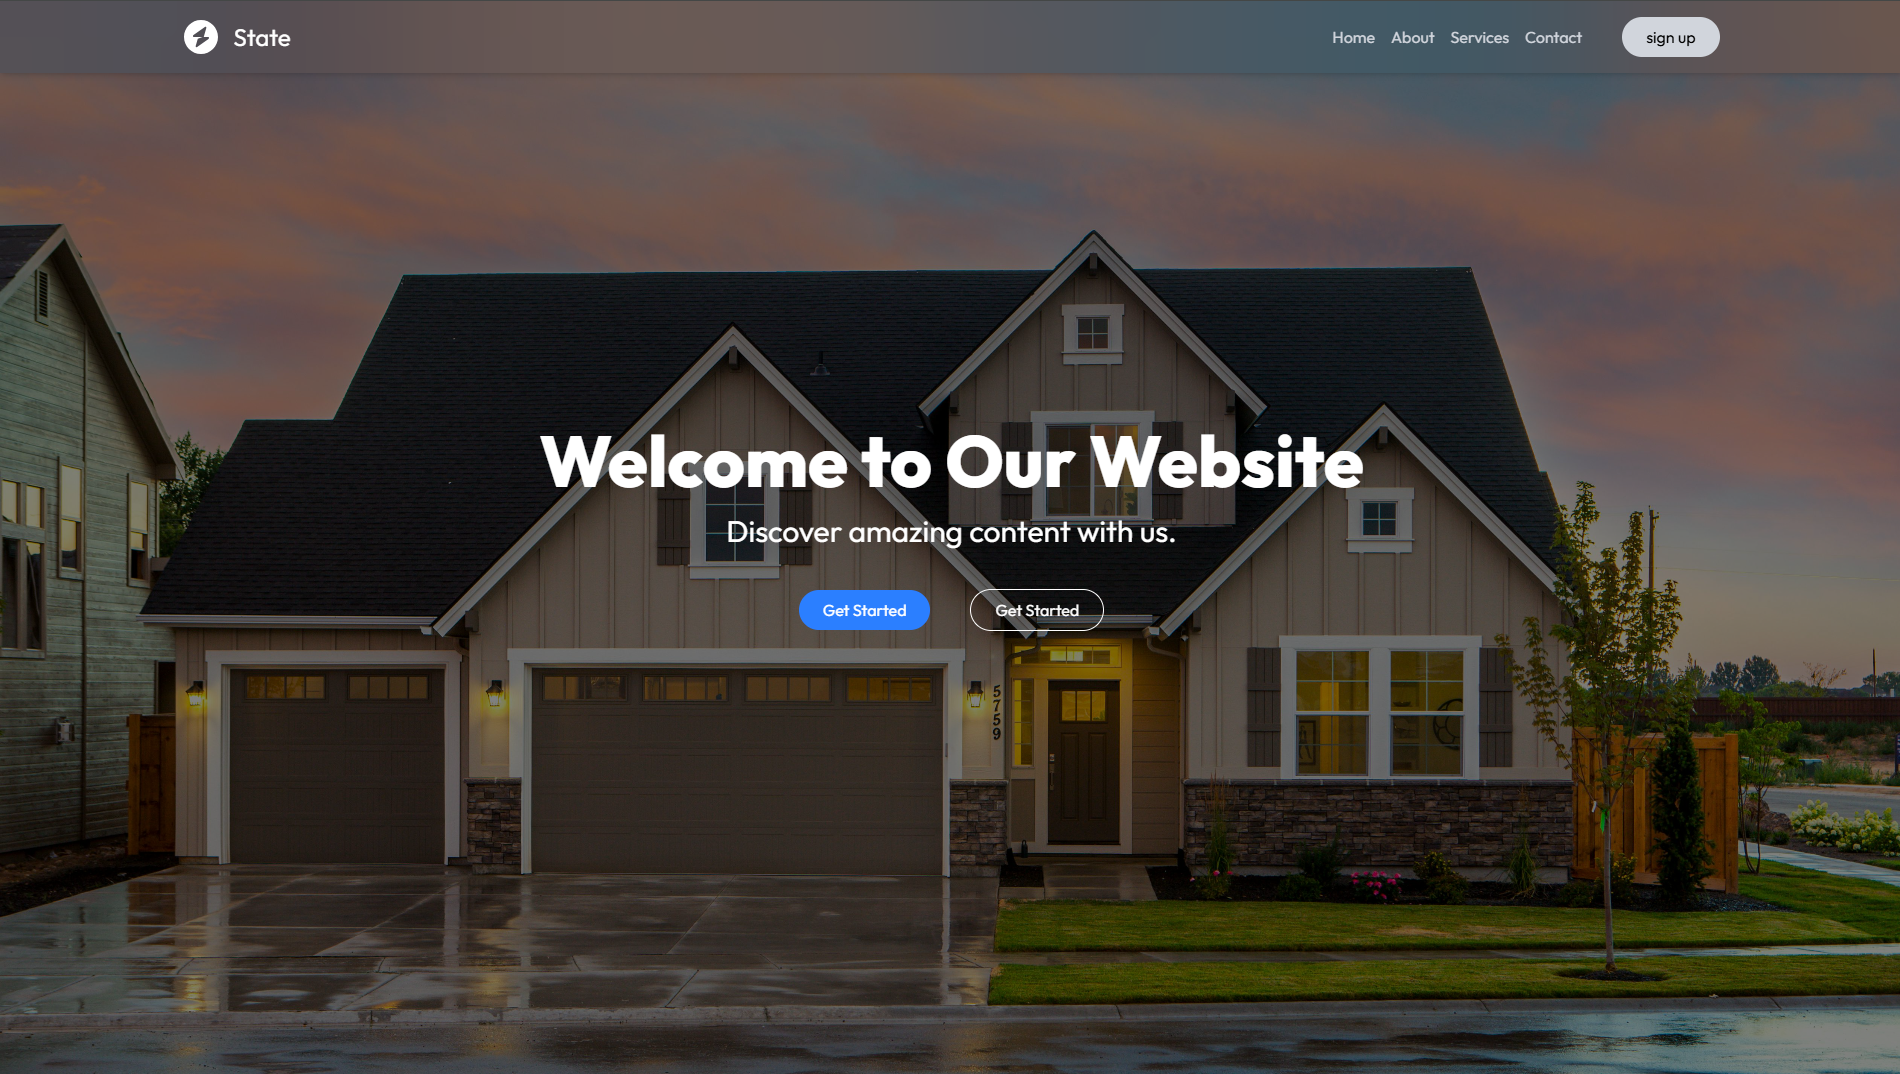 State
Home About Services Contact sign up
Welcome to Our Website
Discover amazing content with us.
Get Started Get Started
5759